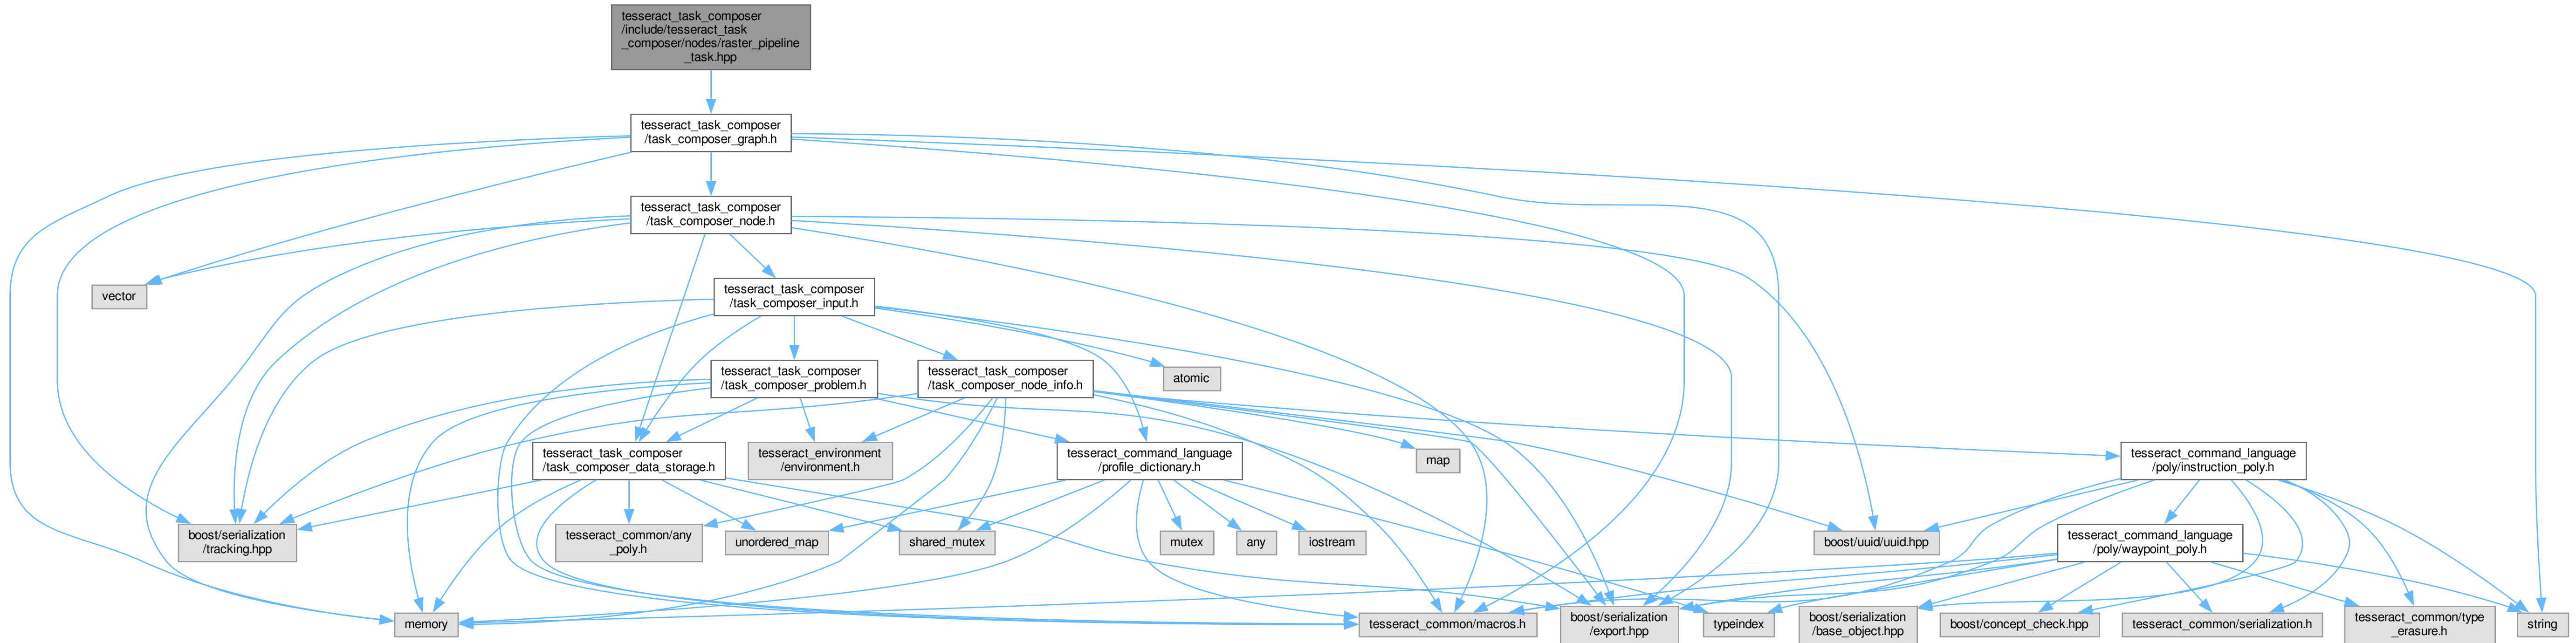 tesseract_task_composer
/include/tesseract_task
_composer/nodes/raster_pipeline
_task.hpp
tesseract_task_composer
/task_composer_graph.h
tesseract_task_composer
/task_composer_node.h
vector
tesseract_task_composer
/task_composer_input.h
tesseract_task_composer
/task_composer_problem.h
tesseract_task_composer
/task_composer_node_info.h
atomic
tesseract_task_composer
/task_composer_data_storage.h
tesseract_environment
/environment.h
tesseract_command_language
/profile_dictionary.h
map
tesseract_command_language
/poly/instruction_poly.h
boost/serialization
/tracking.hpp
tesseract_common/any
_poly.h
unordered_map
shared_mutex
mutex
any
iostream
boost/uuid/uuid.hpp
tesseract_command_language
/poly/waypoint_poly.h
memory
tesseract_common/macros.h
boost/serialization
/export.hpp
typeindex
boost/serialization
/base_object.hpp
boost/concept_check.hpp
tesseract_common/serialization.h
tesseract_common/type
_erasure.h
string